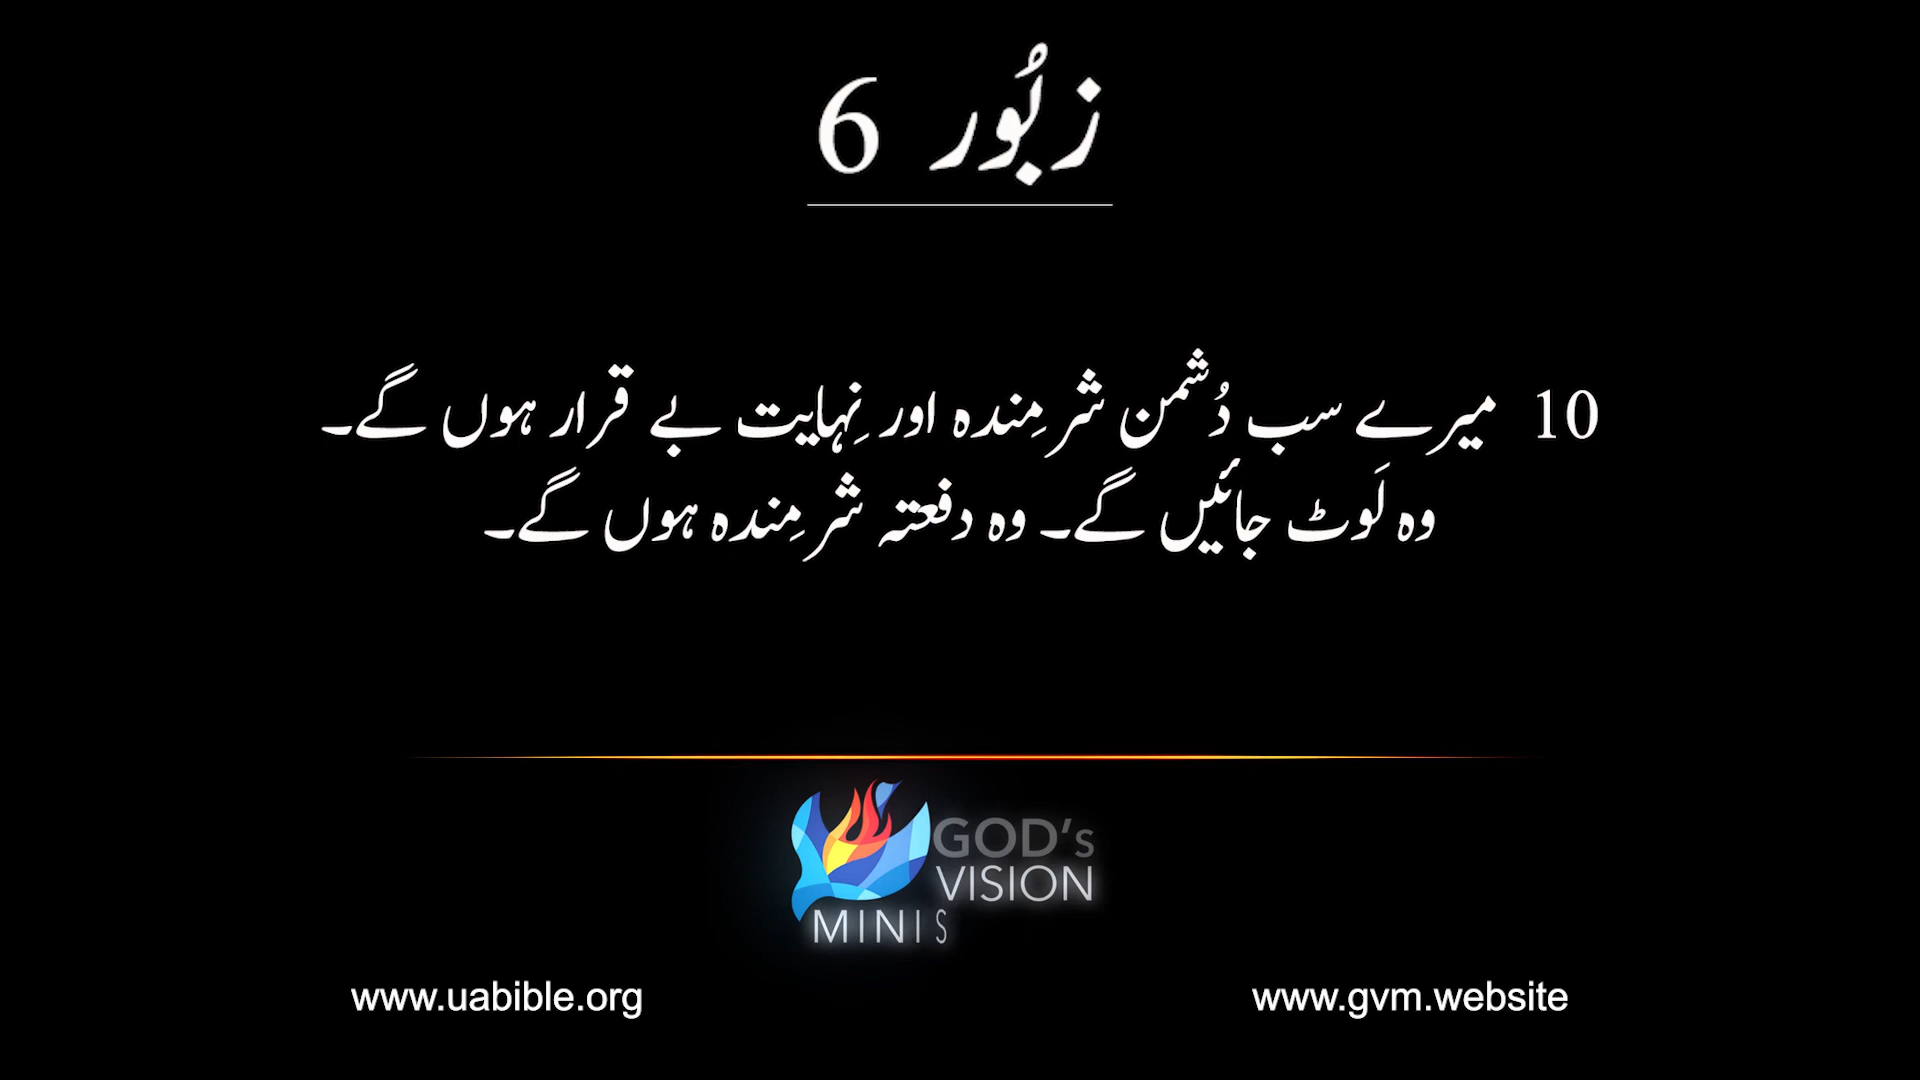 زبُور 6
10 میرے سب دُشمن شرمِندہ اور نِہایت بے قرار ہوں گے۔
وہ لَوٹ جائیں گے۔ وہ دفعتہ شرمِندہ ہوں گے۔
GOD's
VISION
MINIS
www.uabible.org
www.gvm.website